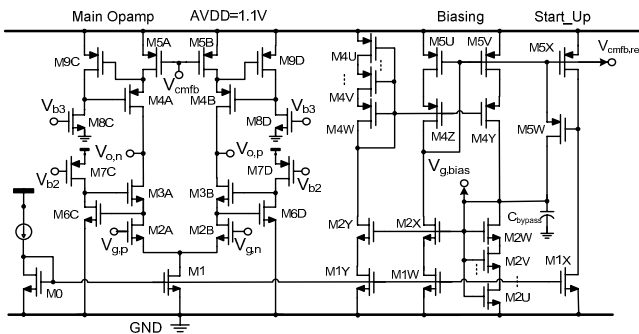 Main Opamp AVDD=1.1V Biasing Start_Up
M9C M5A M5B M9D M5U M5V M5X
Vcmfb Vcmfb,re
M4U
Vb3 M4A M4B Vb3 M4V M5W
M8C M8D M4W M4Z M4Y
Vo,n Vo,p
M7C M7D Vg,bias
Vb2 M3A M3B Vb2
Cbypass
M6C M2A M2B M6D M2Y M2X M2W
Vg,p Vg,n M2V
M0 M1 M1Y M1W M1X
M2U
GND